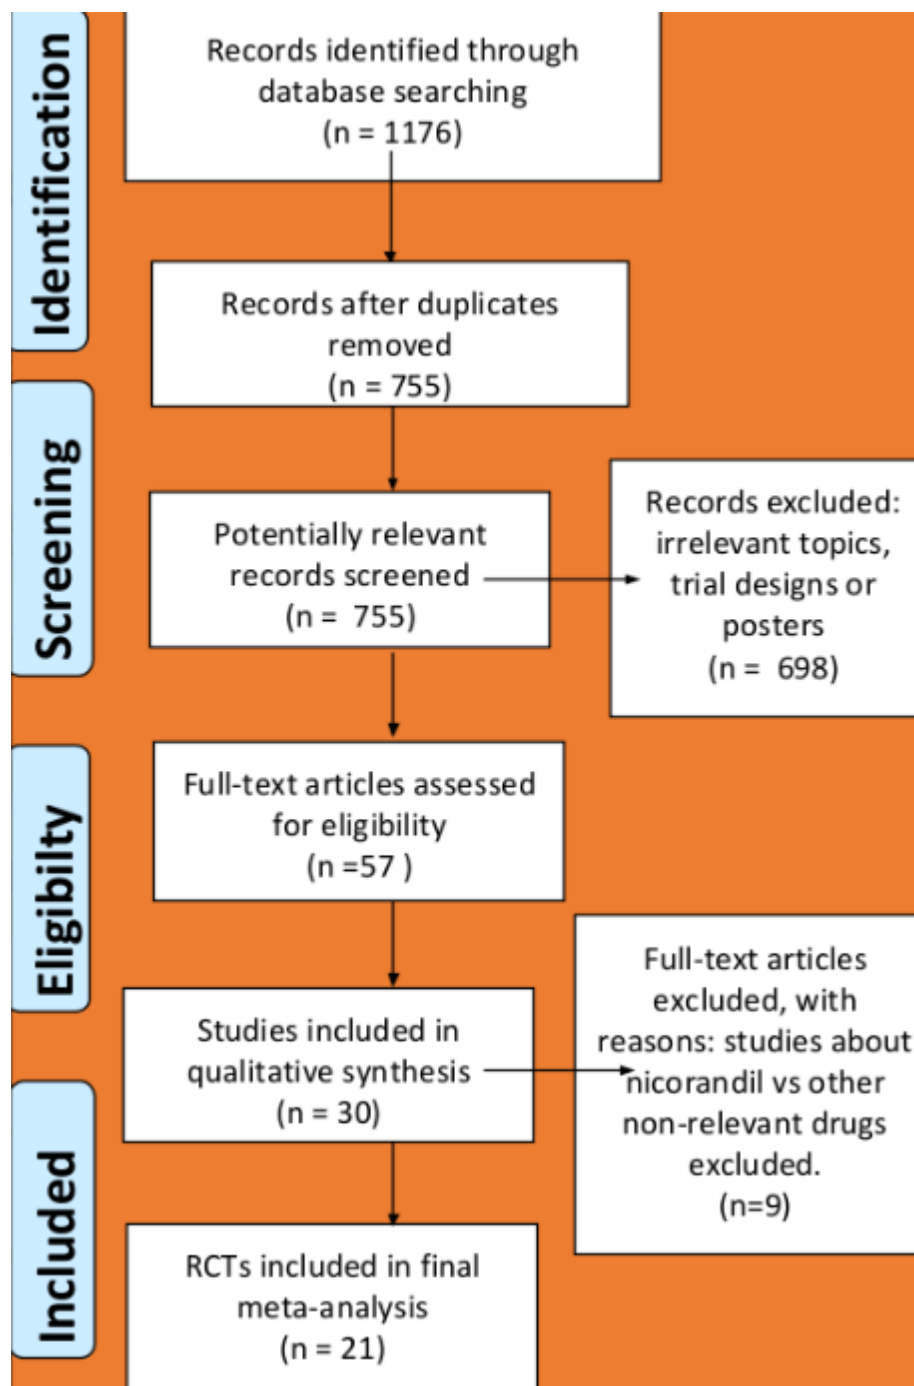 Identification
Records identified through
database searching
(n = 1176)
Records after duplicates
removed
(n = 755)
Screening
Potentially relevant
records screened
(n =  755)
Records excluded:
irrelevant topics,
trial designs or
posters
(n =  698)
Eligibilty
Full-text articles assessed
for eligibility
(n =57 )
Studies included in
qualitative synthesis
(n = 30)
Full-text articles
excluded, with
reasons: studies about
nicorandil vs other
non-relevant drugs
excluded.
(n=9)
Included
RCTs included in final
meta-analysis
(n = 21)